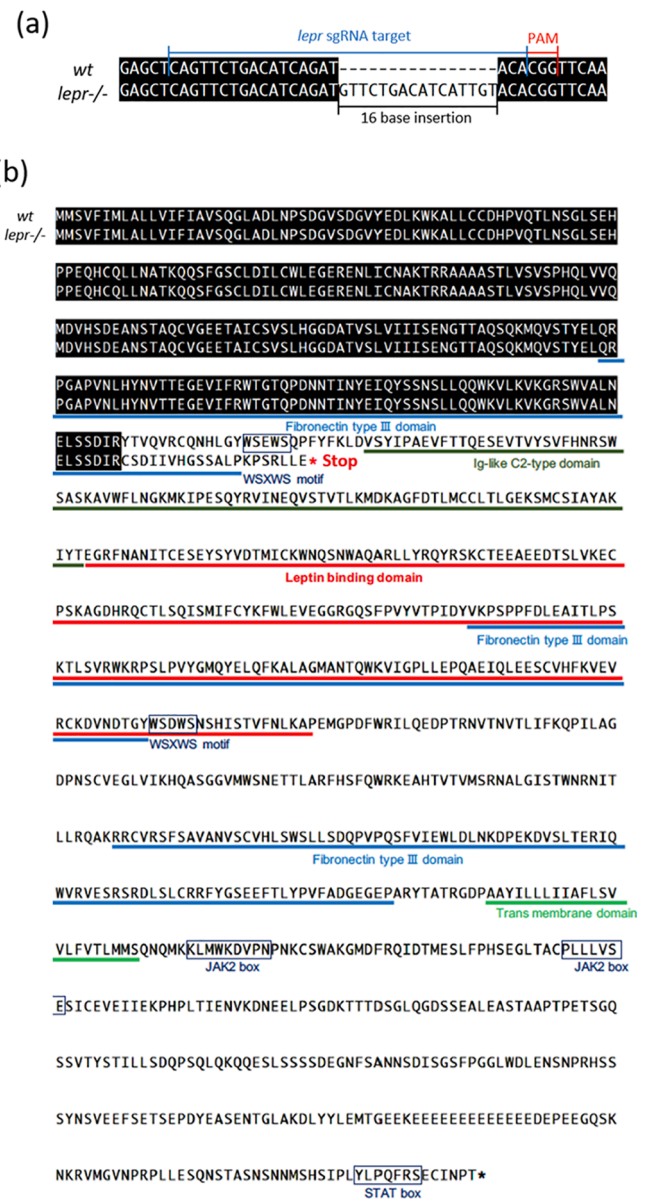 (a)
lepr sgRNA target PAM
wt GAGCTCAGTTCTGACATCAGAT----------------ACACGGTTCAA
lepr-/- GAGCTCAGTTCTGACATCAGATGTTCTGACATCATTGTACACGGTTCAA
16 base insertion
(b)
wt MMSVFIMLALLVIFIAVSQGLADLNPSDGVSDGVYEDLKWKALLCCDHPVQTLNSGLSEH
lepr-/- MMSVFIMLALLVIFIAVSQGLADLNPSDGVSDGVYEDLKWKALLCCDHPVQTLNSGLSEH
PPEQHCQLLNATKQQSFGSCLDILCWLEGERENLICNAKTRRAAAASTLVSVSPHQLVVQ
PPEQHCQLLNATKQQSFGSCLDILCWLEGERENLICNAKTRRAAAASTLVSVSPHQLVVQ
MDVHSDEANSTAQCVGEETAICSVSLHGGDATVSLVIIISENGTTAQSQKMQVSTYELQR
MDVHSDEANSTAQCVGEETAICSVSLHGGDATVSLVIIISENGTTAQSQKMQVSTYELQR
PGAPVNLHYNVTTEGEVIFRWTGTQPDNNTINYEIQYSSNSLLQQWKVLKVKGRSWVALN
PGAPVNLHYNVTTEGEVIFRWTGTQPDNNTINYEIQYSSNSLLQQWKVLKVKGRSWVALN
Fibronectin type Ⅲ domain
ELSSDIRYTVQVRCQNHLGYWSEWSQPFYFKLDVSYIPAEVFTTQESEVTVYSVFHNRSW
ELSSDIRCSDIIVHGSSALPKPSRLLE* Stop
Ig-like C2-type domain
WSXWS motif
SASKAVWFLNGKMKIPESQYRVINEQVSTVTLKMDKAGFDTLMCCLTLGEKSMCSIAYAK
IYTEGRFNANITCESEYSYVDTMICKWNQSNWAQARLLYRQYRSKCTEEAEEDTSLVKEC
Leptin binding domain
PSKAGDHRQCTLSQISMIFCYKFWLEVEGGRGQSFPVYVTPIDYVKPSPPFDLEAITLPS
Fibronectin type Ⅲ domain
KTLSVRWKRPSLPVYGMQYELQFKALAGMANTQWKVIGPLLEPQAEIQLEESCVHFKVEV
RCKDVNDTGYWSDWSNSHISTVFNLKAPEMGPDFWRILQEDPTRNVTNVTLIFKQPILAG
WSXWS motif
DPNSCVEGLVIKHQASGGVMWSNETTLARFHSFQWRKEAHTVTVMSRNALGISTWNRNIT
LLRQAKRRCVRSFSAVANVSCVHLSWSLLSDQPVPQSFVIEWLDLNKDPEKDVSLTERIQ
Fibronectin type Ⅲ domain
WVRVESRSRDLSLCRRFYGSEEFTLYPVFADGEGEPARYTATRGDPAAYILLLIIAFLSV
Trans membrane domain
VLFVTLMMSQNQMKKLMWKDVPNPNKCSWAKGMDFRQIDTMESLFPHSEGLTACPLLLVS
JAK2 box JAK2 box
ESICEVEIIEKPHPLTIENVKDNEELPSGDKTTTDSGLQGDSSEALEASTAAPTPETSGQ
SSVTYSTILLSDQPSQLQKQQESLSSSSDEGNFSANNSDISGSFPGGLWDLENSNPRHSS
SYNSVEEFSETSEPDYEASENTGLAKDLYYLEMTGEEKEEEEEEEEEEEEEDEPEEGQSK
NKRVMGVNPRPLLESQNSTASNSNNMSHSIPLYLPQFRSECINPT*
STAT box